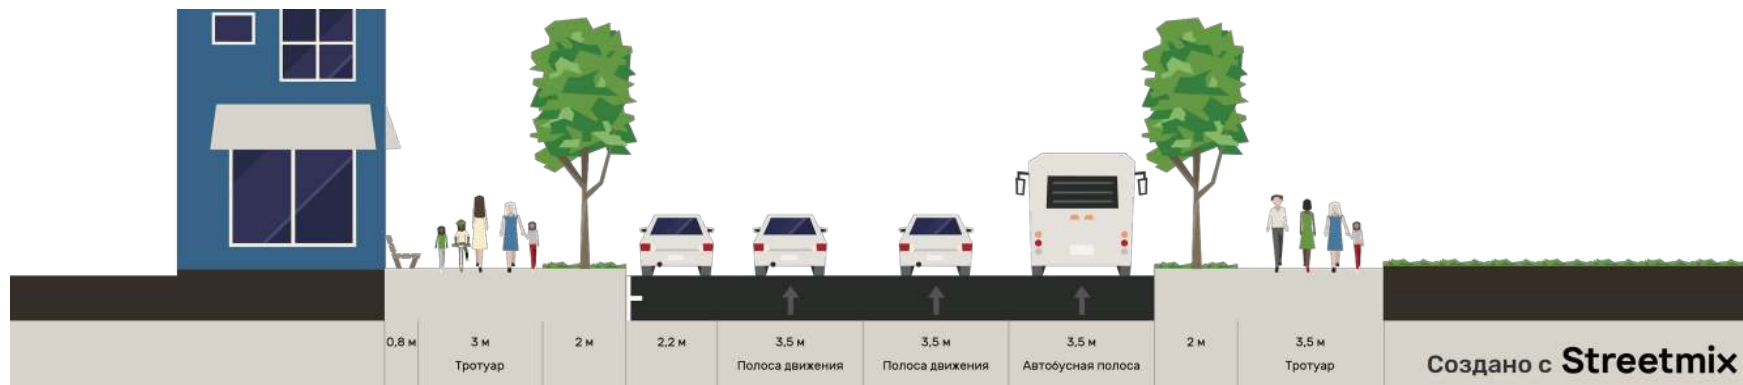 0,8 м
3 м
Тротуар
2 м
2,2 м
3,5 м
Полоса движения
3,5 м
Полоса движения
3,5 м
Автобусная полоса
2 м
3,5 м
Тротуар
Создано с Streetmix